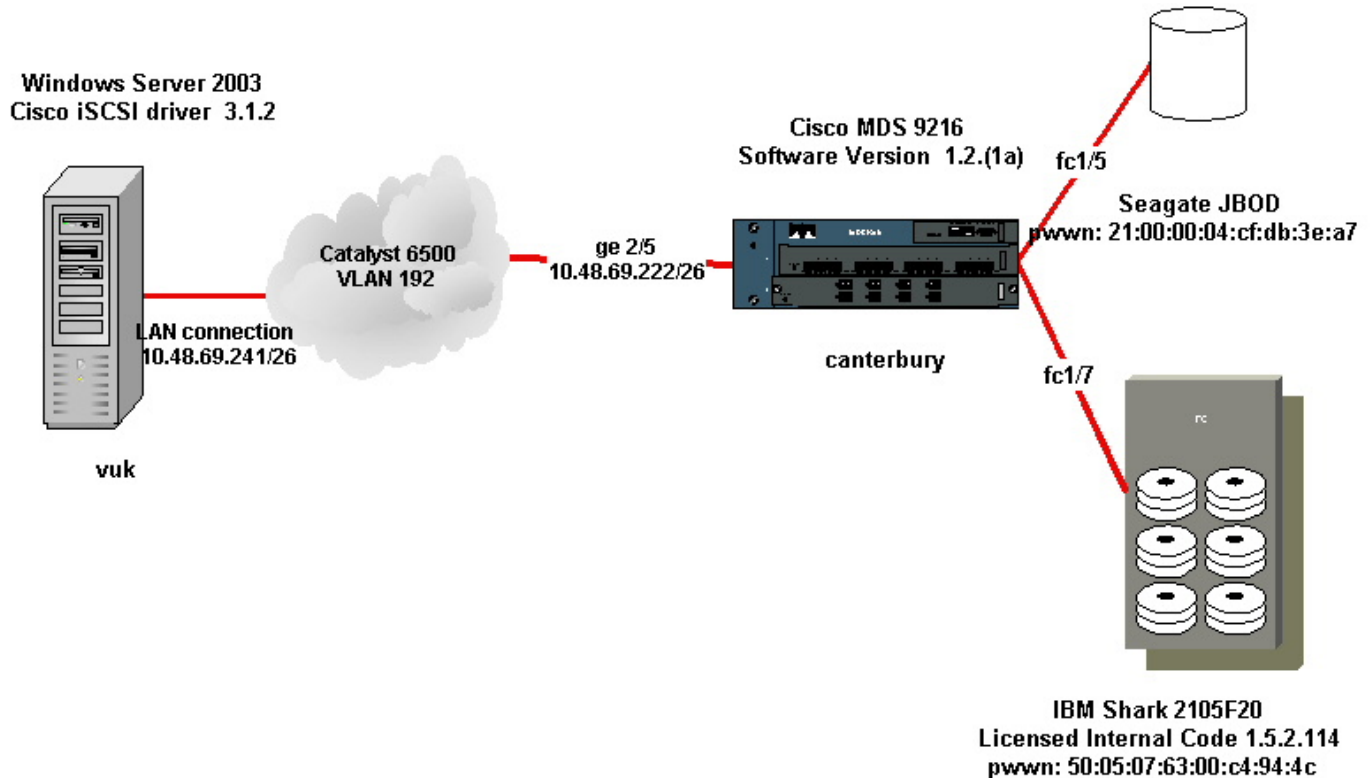 Windows Server 2003
Cisco iSCSI driver 3.1.2
vuk
LAN connection
10.48.69.241/26
Catalyst 6500
VLAN 192
ge 2/5
10.48.69.222/26
Cisco MDS 9216
Software Version 1.2.(1a)
canterbury
fc1/5
Seagate JBOD
pwwn: 21:00:00:04:cf:db:3e:a7
fc1/7
IBM Shark 2105F20
Licensed Internal Code 1.5.2.114
pwwn: 50:05:07:63:00:c4:94:4c